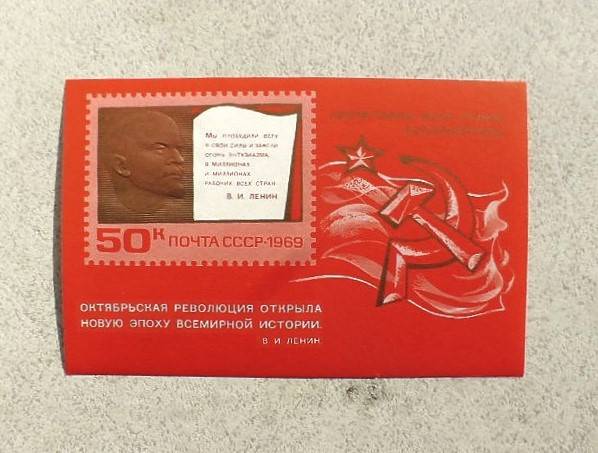 Мы пробудили веру
в свои силы и зажгли
огонь энтузиазма
в миллионах
и миллионах
рабочих всех стран.
В. И. ЛЕНИН
50к ПОЧТА СССР·1969
ОКТЯБРЬСКАЯ РЕВОЛЮЦИЯ ОТКРЫЛА
НОВУЮ ЭПОХУ ВСЕМИРНОЙ ИСТОРИИ.
В. И. ЛЕНИН